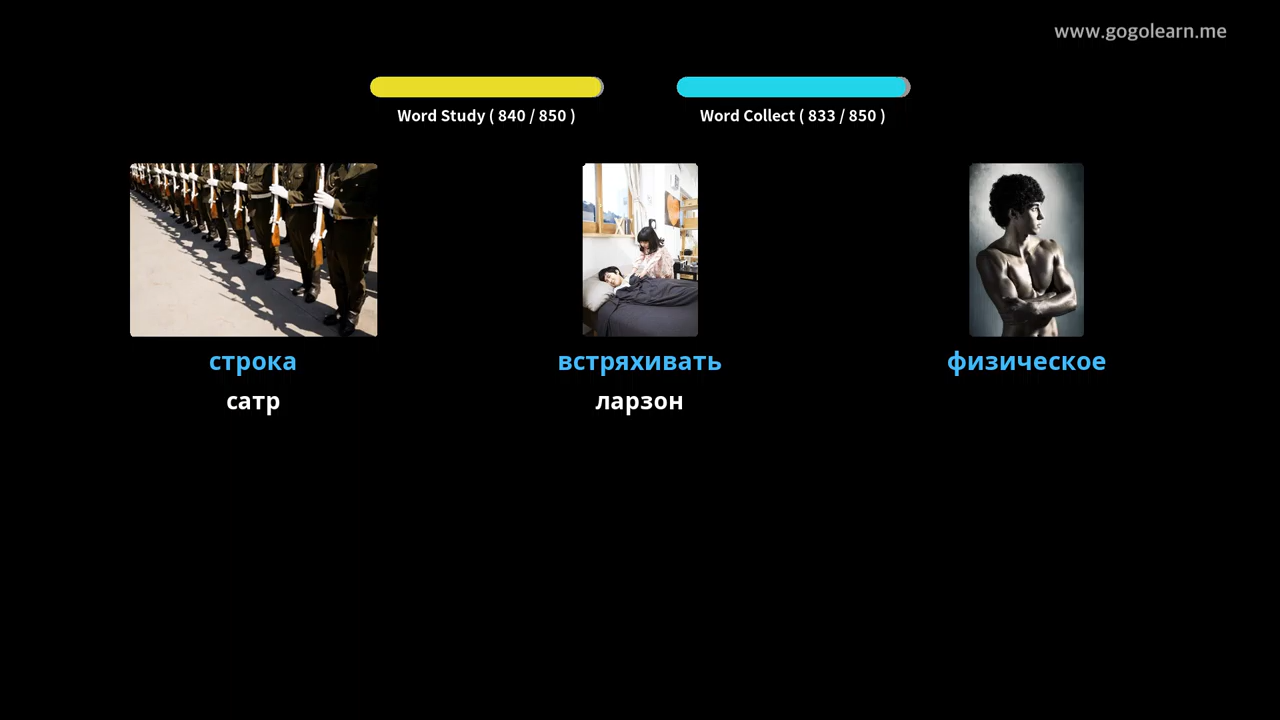 www.gogolearn.me
Word Study ( 840 / 850 )
Word Collect ( 833 / 850 )
строка
встряхивать
физическое
сатр
ларзон